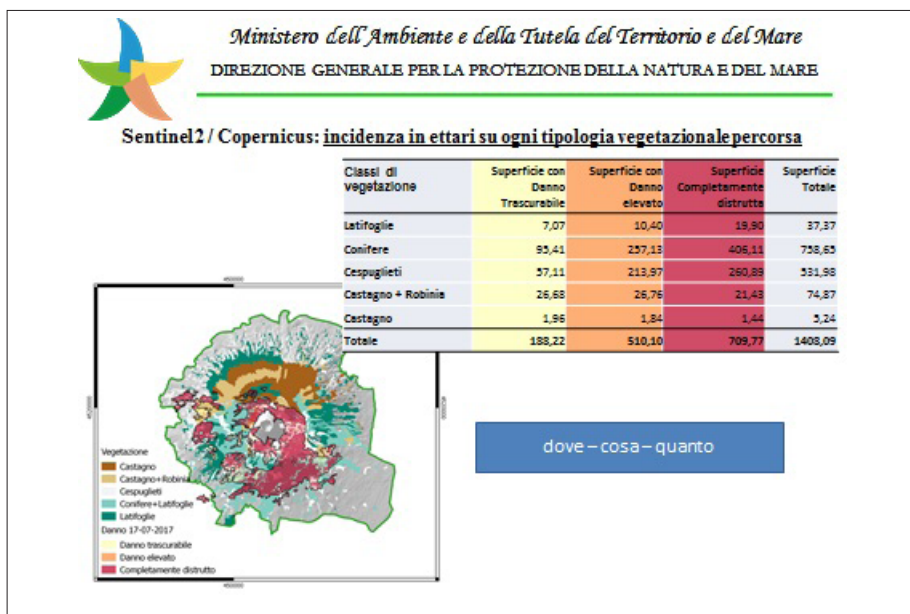 Ministero dell'Ambiente e della Tutela del Territorio e del Mare
DIREZIONE GENERALE PER LA PROTEZIONE DELLA NATURA E DEL MARE
Sentinel2 / Copernicus: incidenza in ettari su ogni tipologia vegetazionale percorsa
Classi di vegetazione Superficie con Danno Trascurabile Superficie con Danno elevato Superficie Completamente distrutta Superficie Totale
Latifoglie 7,07 10,40 19,90 37,37
Conifere 95,41 257,13 406,11 758,65
Cespuglieti 57,11 213,97 260,89 531,98
Castagno + Robinia 26,68 26,76 21,43 74,87
Castagno 1,96 1,84 1,44 5,24
Totale 188,22 510,10 709,77 1408,09
450000
Vegetazione
Castagno
Castagno+Robinia
Cespuglieti
Conifere+Latifoglie
Latifoglie
Danno 17-07-2017
Danno trascurabile
Danno elevato
Completamente distrutto
450000
dove – cosa – quanto